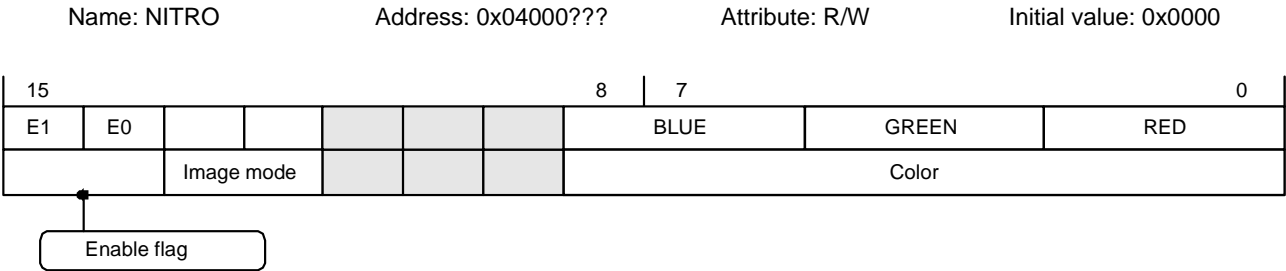 Name: NITRO Address: 0x04000??? Attribute: R/W Initial value: 0x0000
15 8 7 0
E1 E0 BLUE GREEN RED
Image mode Color
Enable flag